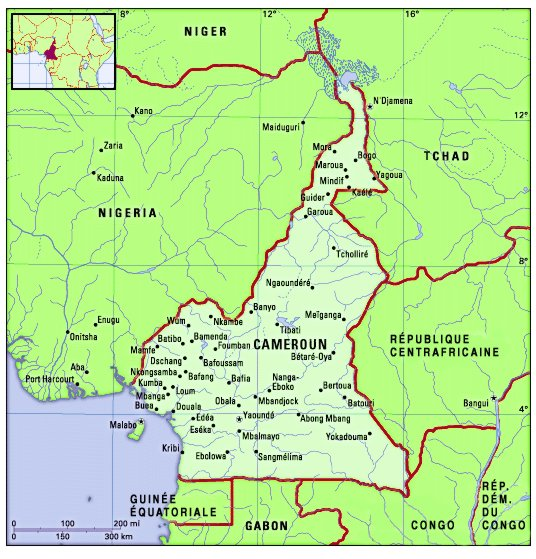 8°
12°
16°
NIGER
N'Djamena
Kano
Maiduguri
12°
Zaria
Mora
Bogo
TCHAD
Maroua
Kaduna
Mindif
Yagoua
Kaélé
Guider
NIGERIA
Garoua
Tcholliré
8°
Ngaoundéré
Banyo
Meïganga
Enugu
Wum
Nkambe
Tibati
Onitsha
Batibo
Bamenda
CAMEROUN
RÉPUBLIQUE
CENTRAFRICAINE
Mamfe
Foumban
Bétaré-Oya
Dschang
Bafoussam
Aba
Nkongsamba
Bafang
Nanga-
Eboko
Port Harcourt
Kumba
Bafia
Bertoua
Loum
Mbanga
Obala
Mbandjock
Batouri
Bangui
Buea
Douala
4°
Edéa
Yaoundé
Abong Mbang
Malabo
Eséka
Mbalmayo
Yokadouma
Kribi
Ebolowa
Sangmélima
GUINÉE
ÉQUATORIALE
RÉP.
DÉM.
DU
CONGO
GABON
CONGO
0 100 200 mi
0 150 300 km